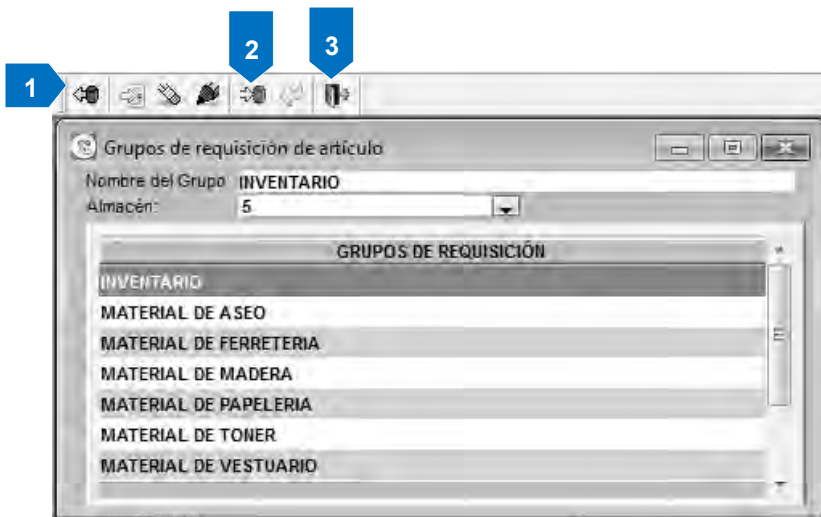 2 3
1
Grupos de requisición de artículo
Nombre del Grupo INVENTARIO
Almacén: 5
GRUPOS DE REQUISICIÓN
INVENTARIO
MATERIAL DE ASEO
MATERIAL DE FERRETERIA
MATERIAL DE MADERA
MATERIAL DE PAPELERIA
MATERIAL DE TONER
MATERIAL DE VESTUARIO